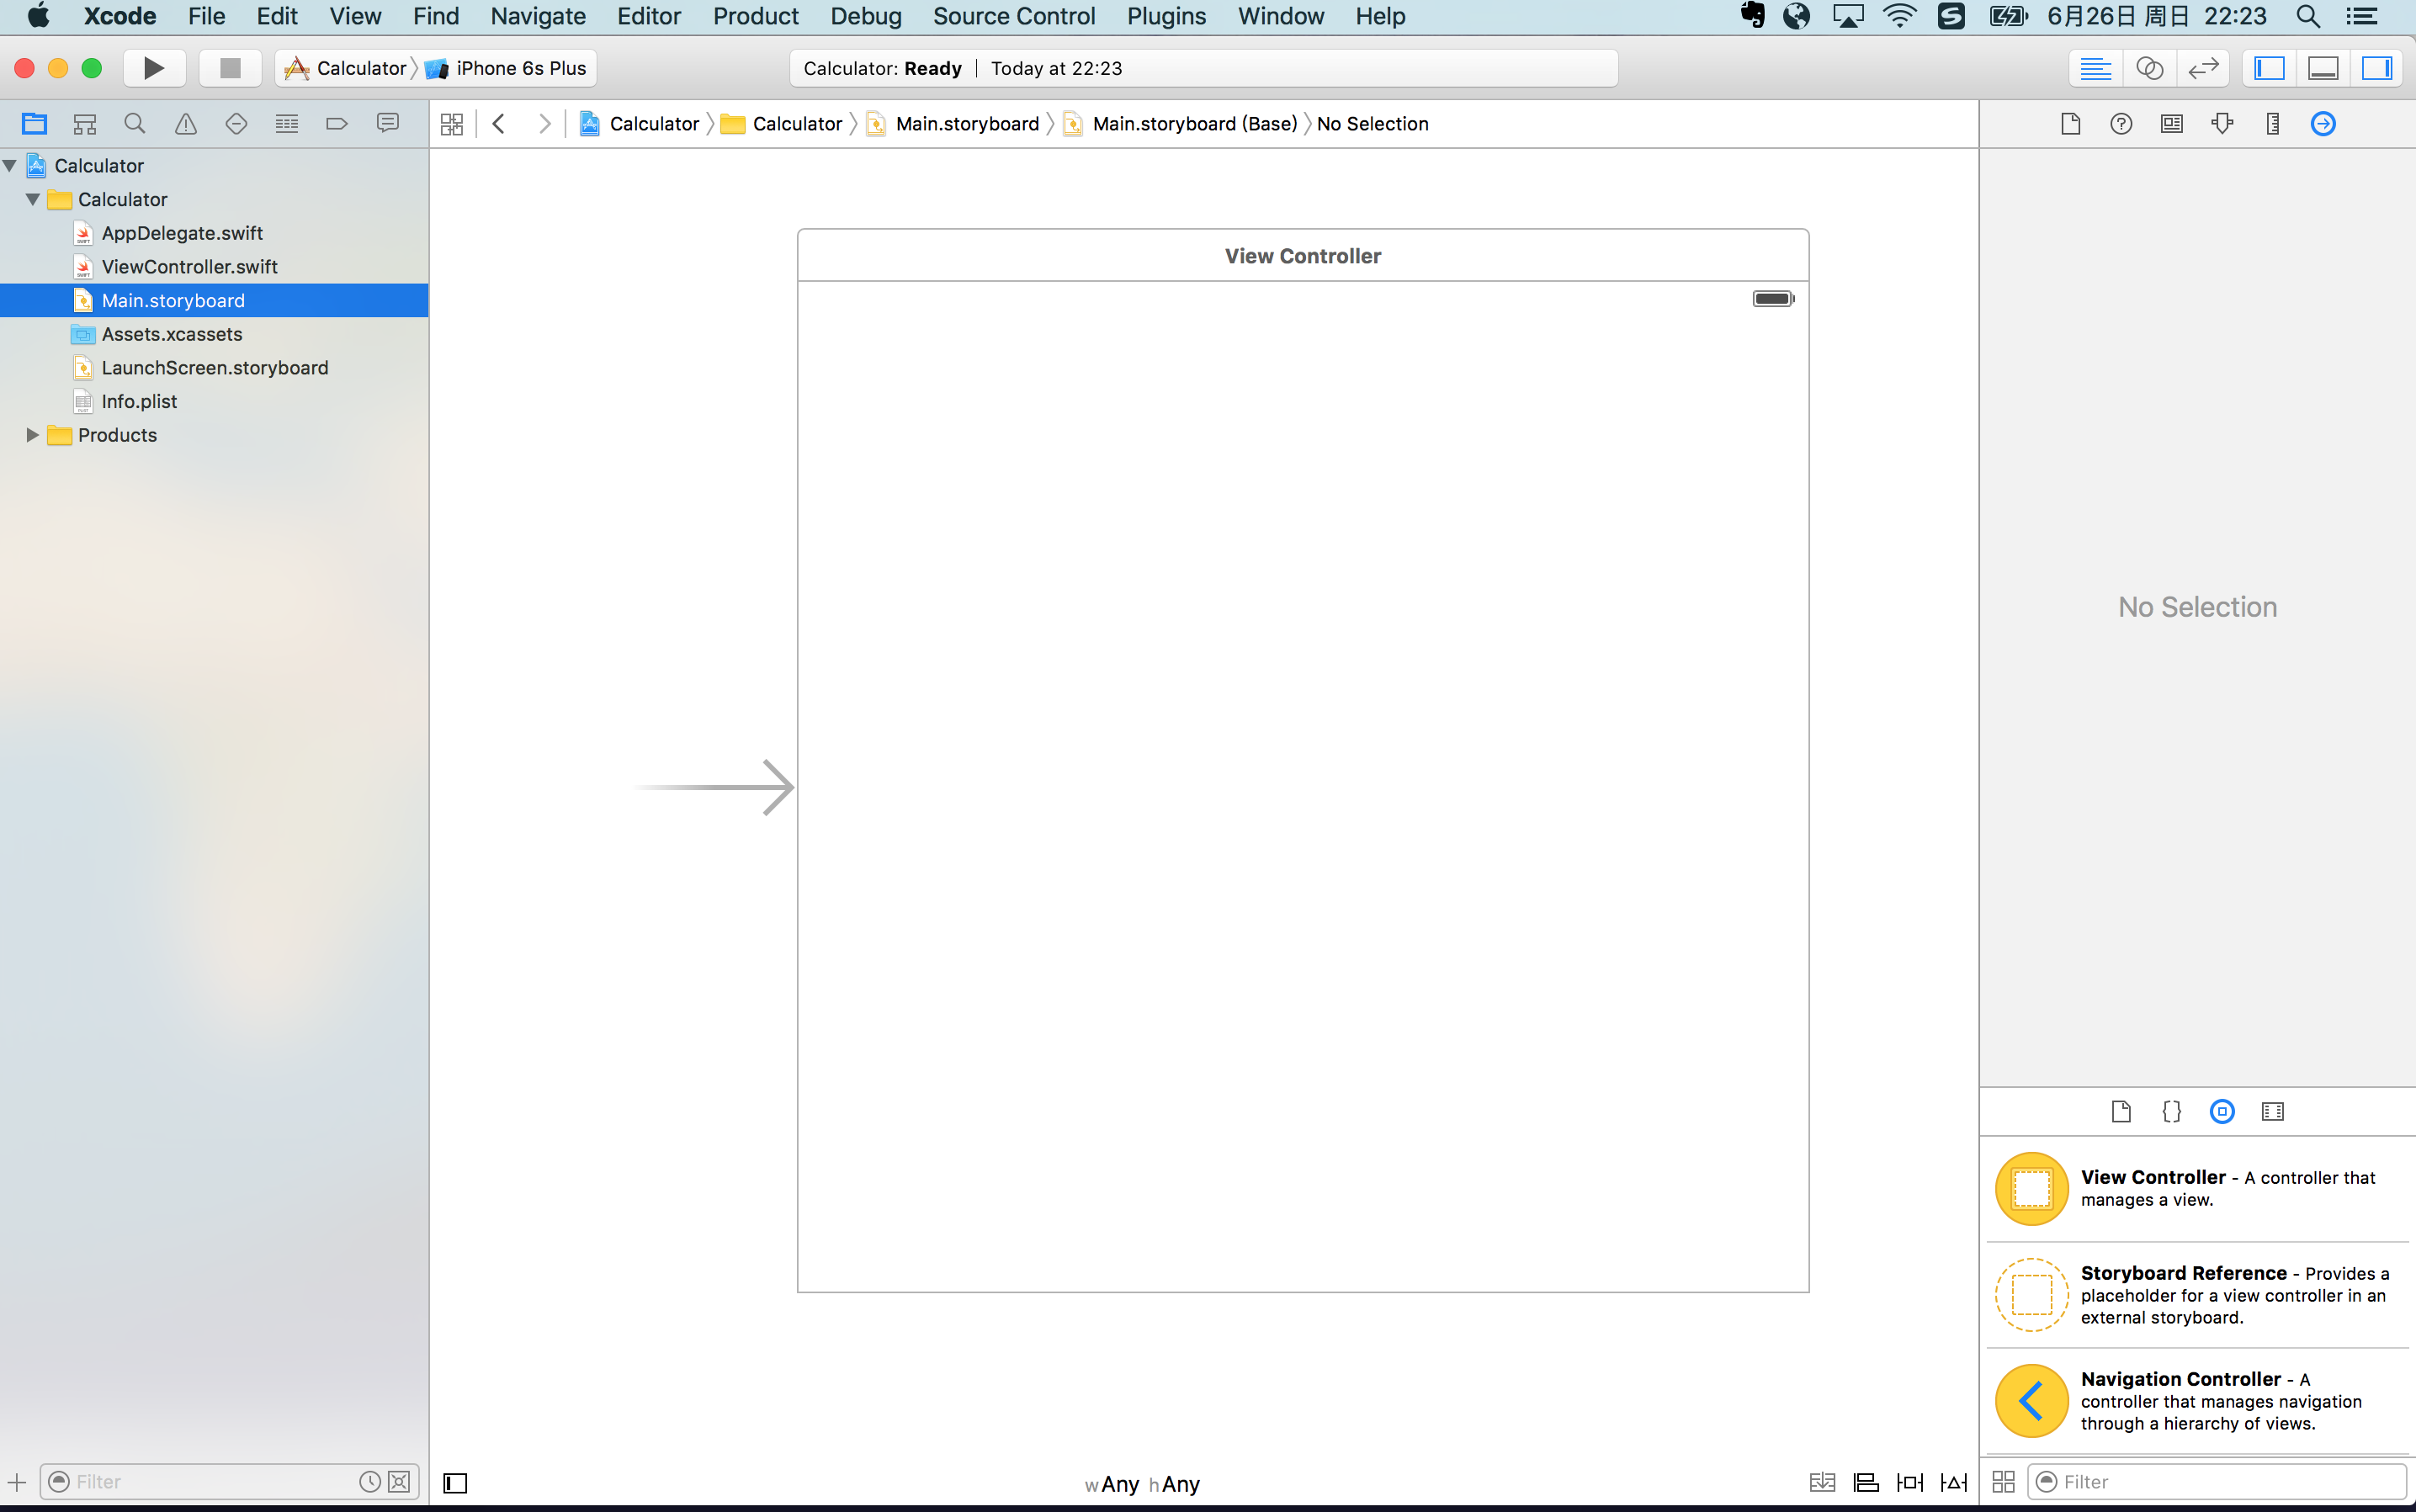 Xcode File Edit View Find Navigate Editor Product Debug Source Control Plugins Window Help 6月26日 周日 22:23
Calculator iPhone 6s Plus Calculator: Ready Today at 22:23
Calculator Calculator Main.storyboard Main.storyboard (Base) No Selection
Calculator
Calculator
AppDelegate.swift
ViewController.swift
Main.storyboard
Assets.xcassets
LaunchScreen.storyboard
Info.plist
Products
Filter
View Controller
wAny hAny
No Selection
View Controller - A controller that
manages a view.
Storyboard Reference - Provides a
placeholder for a view controller in an
external storyboard.
Navigation Controller - A
controller that manages navigation
through a hierarchy of views.
Filter